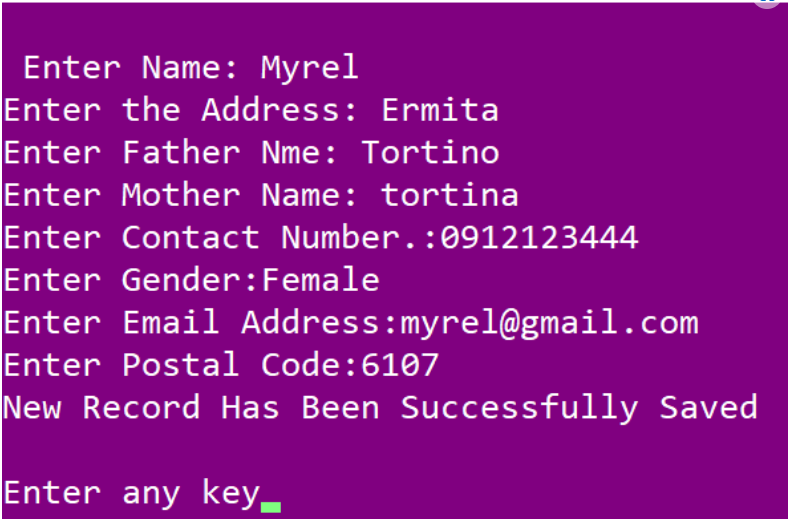 Enter Name: Myrel
Enter the Address: Ermita
Enter Father Nme: Tortino
Enter Mother Name: tortina
Enter Contact Number.:0912123444
Enter Gender:Female
Enter Email Address:myrel@gmail.com
Enter Postal Code:6107
New Record Has Been Successfully Saved
Enter any key